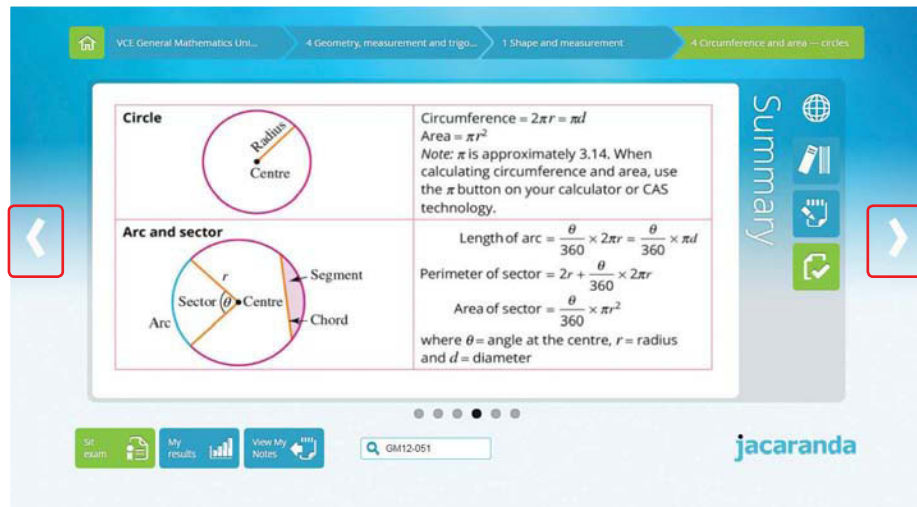 VCE General Mathematics Uni...
4 Geometry, measurement and trigo...
1 Shape and measurement
4 Circumference and area — circles
Summary
Circle
Radius
Centre
Circumference = 2πr = πd
Area = πr²
Note: π is approximately 3.14. When
calculating circumference and area, use
the π button on your calculator or CAS
technology.
Arc and sector
r
Segment
Sector θ Centre
Arc
Chord
Length of arc = θ/360 × 2πr = θ/360 × πd
Perimeter of sector = 2r + θ/360 × 2πr
Area of sector = θ/360 × πr²
where θ = angle at the centre, r = radius
and d = diameter
Sit
exam
My
results
View My
Notes
GM12-051
jacaranda